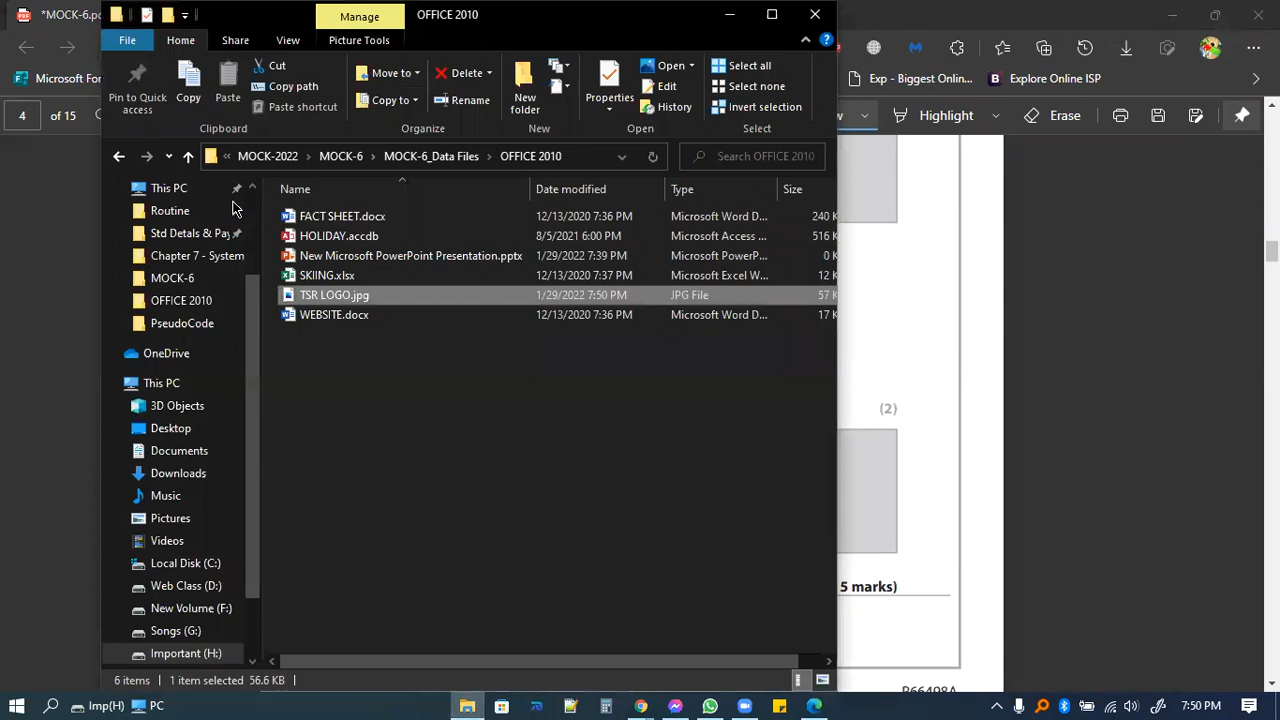 *MOCK-6.p
Manage
OFFICE 2010
File
Home
Share
View
Picture Tools
Microsoft For
Exp - Biggest Onlin...
Explore Online ISP
Pin to Quick access
Copy
Paste
Cut
Copy path
Paste shortcut
Clipboard
Move to
Copy to
Delete
Rename
Organize
New folder
New
Properties
Open
Edit
History
Open
Select all
Select none
Invert selection
Select
4 of 15
Highlight
Erase
MOCK-2022
MOCK-6
MOCK-6_Data Files
OFFICE 2010
Search OFFICE 2010
This PC
Routine
Std Detals & Pay
Chapter 7 - System
MOCK-6
OFFICE 2010
PseudoCode
OneDrive
This PC
3D Objects
Desktop
Documents
Downloads
Music
Pictures
Videos
Local Disk (C:)
Web Class (D:)
New Volume (F:)
Songs (G:)
Important (H:)
Name Date modified Type Size
FACT SHEET.docx 12/13/2020 7:36 PM Microsoft Word D... 240 K
HOLIDAY.accdb 8/5/2021 6:00 PM Microsoft Access ... 516 K
New Microsoft PowerPoint Presentation.pptx 1/29/2022 7:39 PM Microsoft PowerP... 0 K
SKIING.xlsx 12/13/2020 7:37 PM Microsoft Excel W... 12 K
TSR LOGO.jpg 1/29/2022 7:50 PM JPG File 57 K
WEBSITE.docx 12/13/2020 7:36 PM Microsoft Word D... 17 K
(2)
5 marks)
6 items 1 item selected 56.6 KB
Imp(H:)
PC
7:50 PM